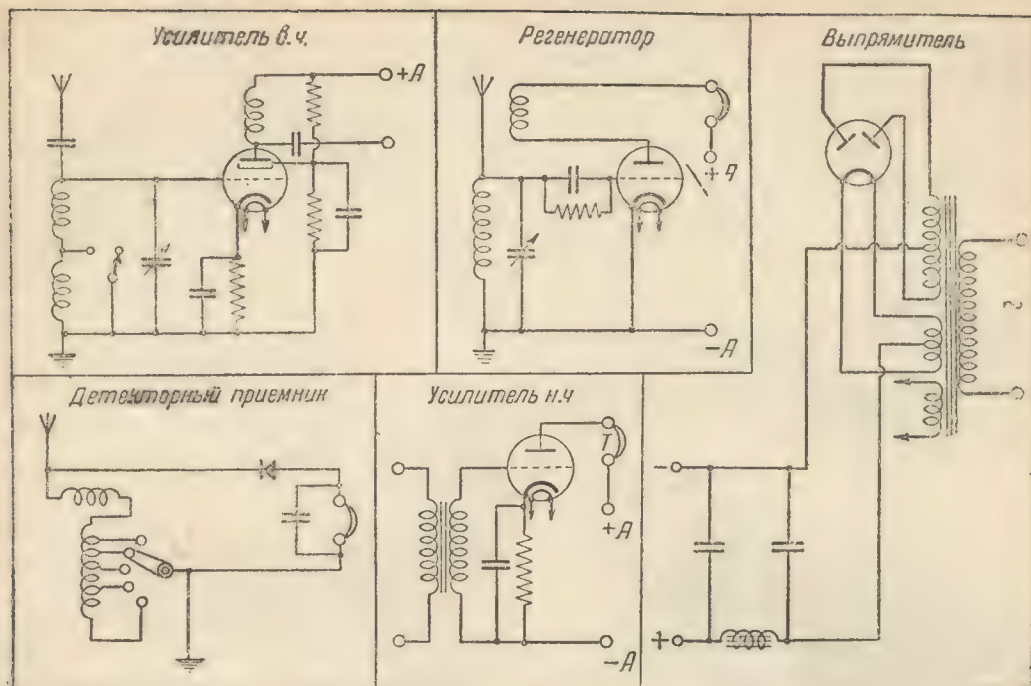 Усилитель в.ч.
+А
Регенератор
+А
-А
Выпрямитель
Детекторный приемник
Усилитель н.ч
Т
+А
-А
-
+